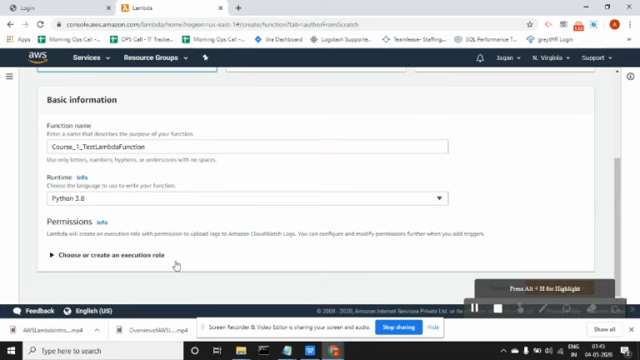 Login
Lambda
console.aws.amazon.com/lambda/home?region=us-east-1#/create/function?tab=authorFromScratch
Apps
Morning Ops Call -...
OPS Call - IT Tracke...
Morning Ops Call -...
Jira Dashboard
Logitech Supporte...
Teamlease- Staffing...
SQL Performance T...
greytHR Login
aws
Services
Resource Groups
Jagan
N. Virginia
Support
Basic information
Function name
Enter a name that describes the purpose of your function.
Course_1_TestLambdaFunction
Use only letters, numbers, hyphens, or underscores with no spaces.
Runtime Info
Choose the language to use to write your function.
Python 3.8
Permissions Info
Lambda will create an execution role with permission to upload logs to Amazon CloudWatch Logs. You can configure and modify permissions further when you add triggers.
Choose or create an execution role
Press Alt + H for Highlight
Feedback
English (US)
© 2008 - 2020, Amazon Internet Services Private Ltd. or
AWSLambdaIntro....mp4
OverviewofAWSL....mp4
Screen Recorder & Video Editor is sharing your screen and audio.
Stop sharing
Hide
Show all
Type here to search
ENG
IN
01:45
04-05-2020